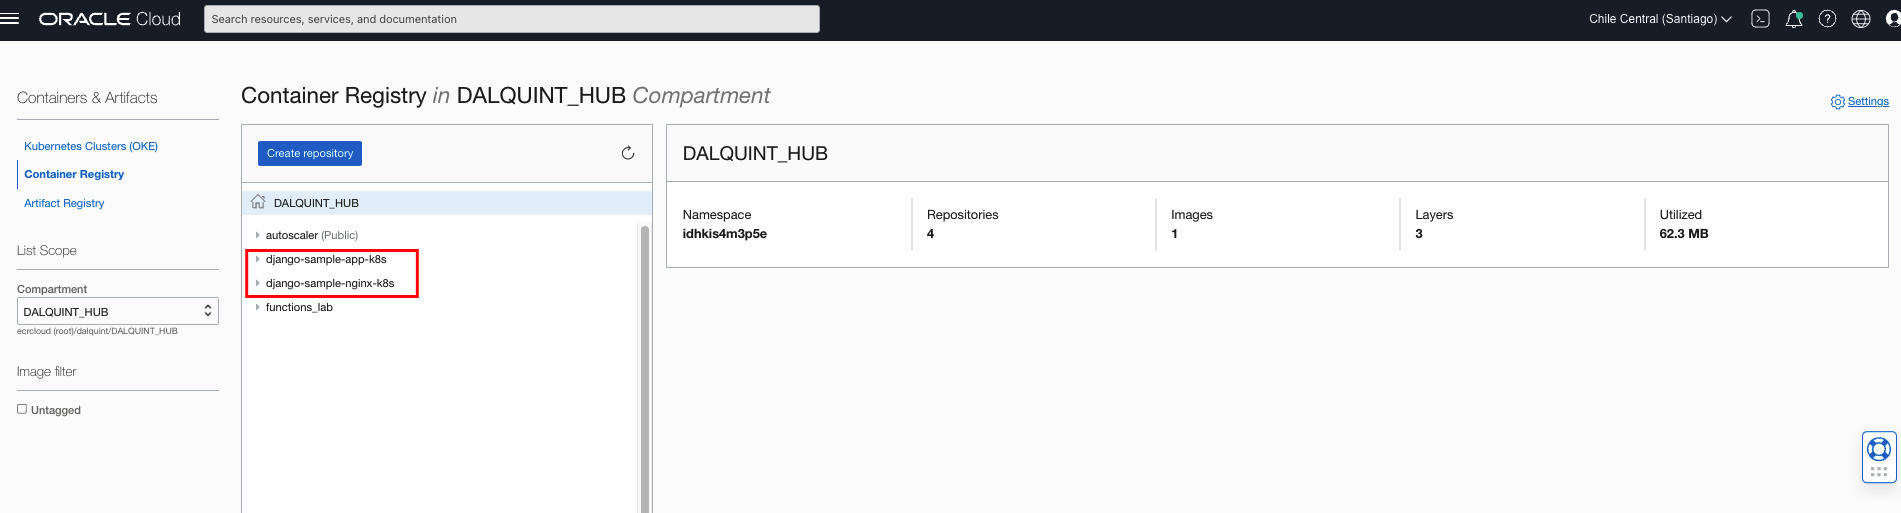 ORACLE Cloud
Search resources, services, and documentation
Chile Central (Santiago)
Containers & Artifacts
Kubernetes Clusters (OKE)
Container Registry
Artifact Registry
List Scope
Compartment
DALQUINT_HUB
ecrcloud (root)/dalquint/DALQUINT_HUB
Image filter
Untagged
Container Registry in DALQUINT_HUB Compartment
Settings
Create repository
DALQUINT_HUB
autoscaler (Public)
django-sample-app-k8s
django-sample-nginx-k8s
functions_lab
DALQUINT_HUB
Namespace
idhkis4m3p5e
Repositories
4
Images
1
Layers
3
Utilized
62.3 MB